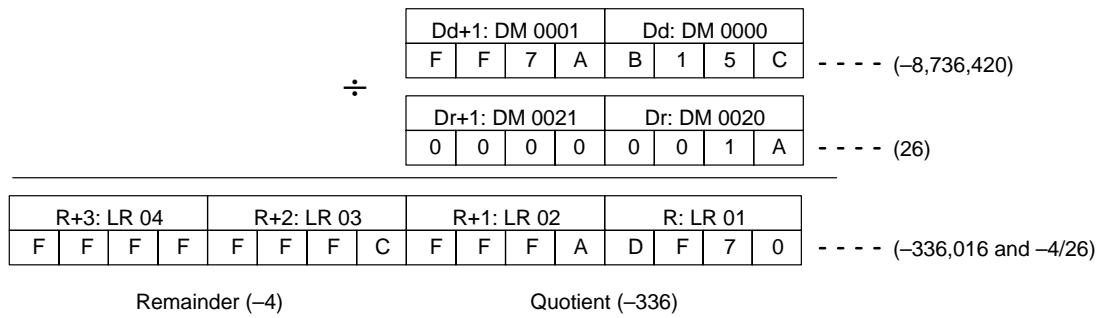 Dd+1: DM 0001 Dd: DM 0000
F F 7 A B 1 5 C - - - - (–8,736,420)
÷
Dr+1: DM 0021 Dr: DM 0020
0 0 0 0 0 0 1 A - - - - (26)
R+3: LR 04 R+2: LR 03 R+1: LR 02 R: LR 01
F F F F F F F C F F F A D F 7 0 - - - - (–336,016 and –4/26)
Remainder (–4) Quotient (–336)